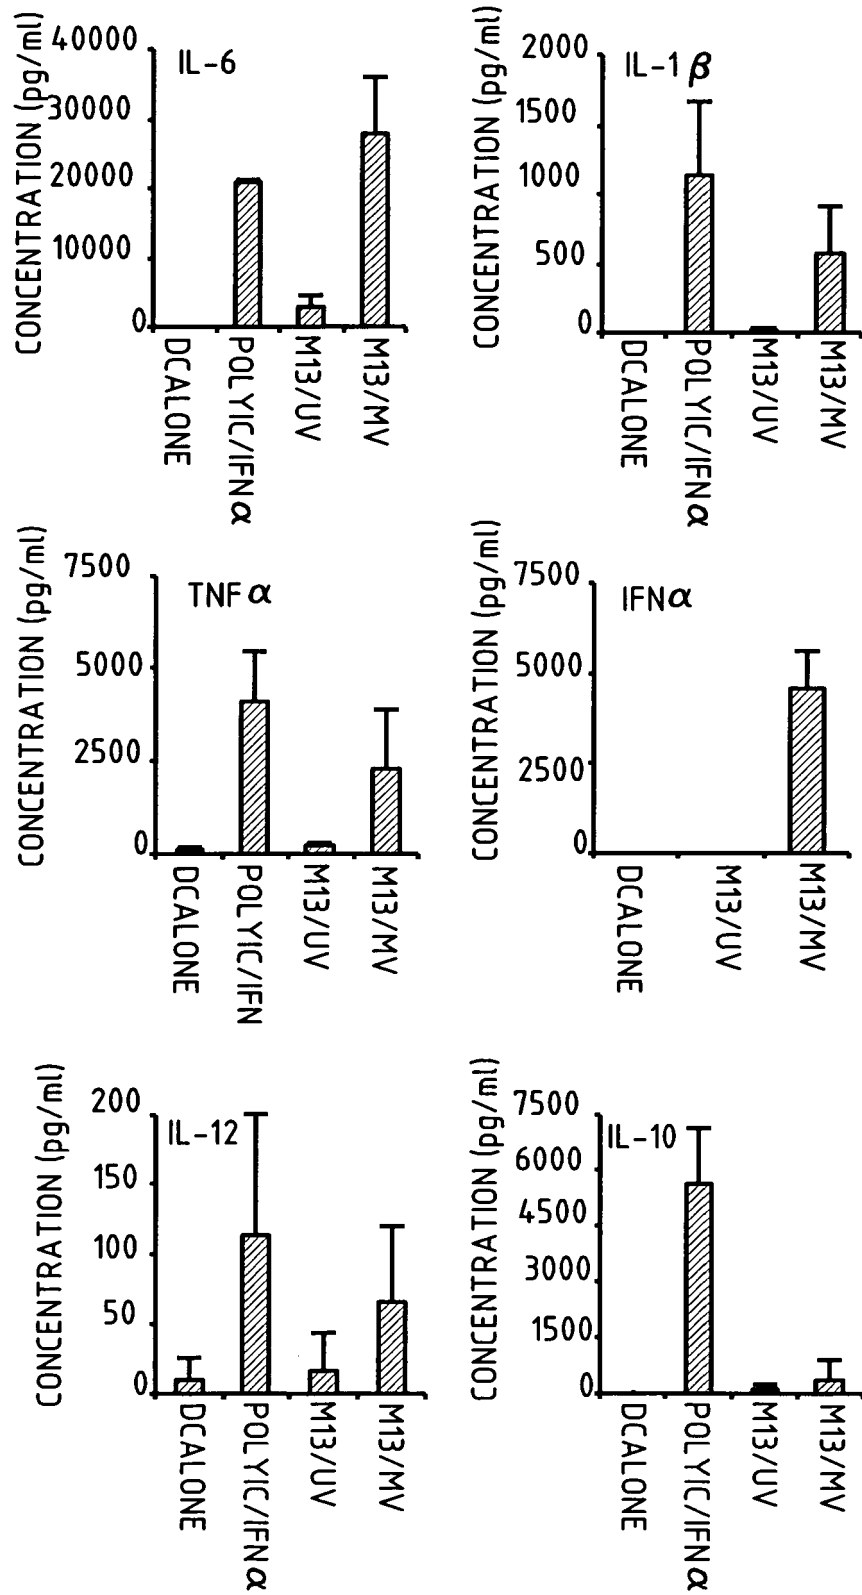 CONCENTRATION (pg/ml)
40000
30000
20000
10000
0
IL-6
DCALONE
POLYIC/IFNα
M13/UV
M13/MV
CONCENTRATION (pg/ml)
2000
1500
1000
500
0
IL-1β
DCALONE
POLYIC/IFNα
M13/UV
M13/MV
CONCENTRATION (pg/ml)
7500
5000
2500
0
TNFα
DCALONE
POLYIC/IFN
M13/UV
M13/MV
CONCENTRATION (pg/ml)
7500
5000
2500
0
IFNα
DCALONE
M13/UV
M13/MV
CONCENTRATION (pg/ml)
200
150
100
50
0
IL-12
DCALONE
POLYIC/IFNα
M13/UV
M13/MV
CONCENTRATION (pg/ml)
7500
6000
4500
3000
1500
0
IL-10
DCALONE
POLYIC/IFNα
M13/UV
M13/MV